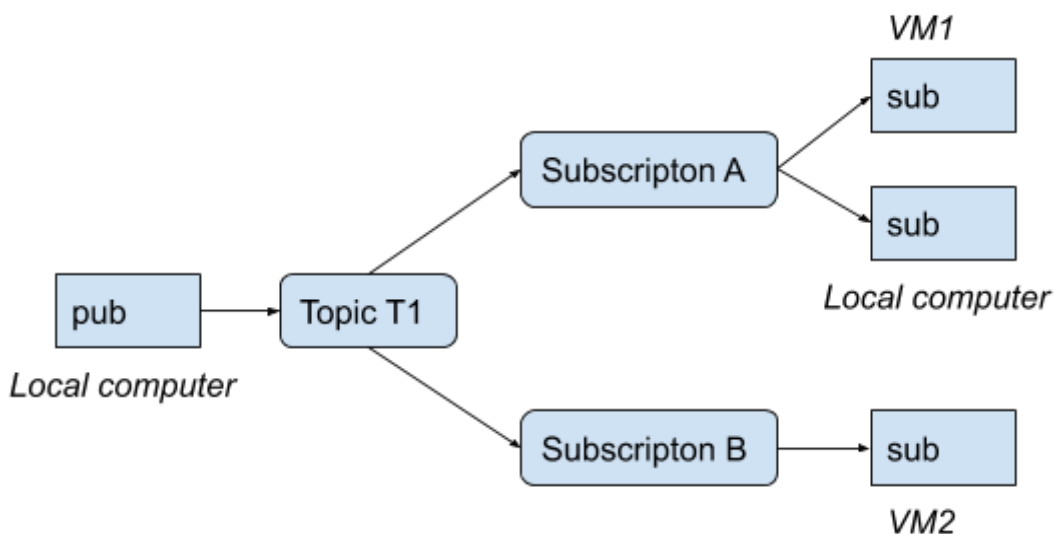 VM1
sub
Subscripton A
sub
Local computer
pub
Topic T1
Local computer
Subscripton B
sub
VM2